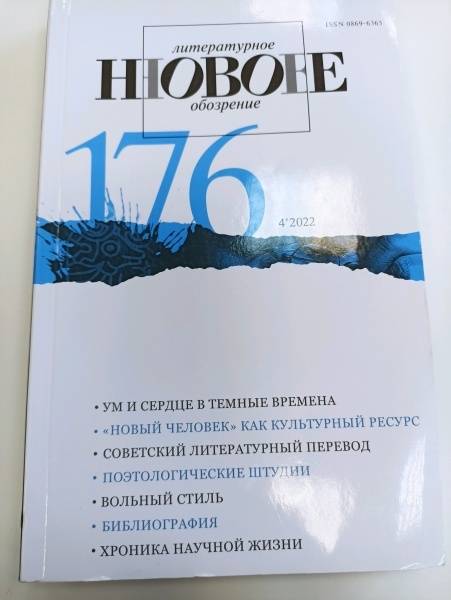 ISSN 0869-6365
литературное
НОВОЕ
обозрение
176
4'2022
• УМ И СЕРДЦЕ В ТЕМНЫЕ ВРЕМЕНА
• «НОВЫЙ ЧЕЛОВЕК» КАК КУЛЬТУРНЫЙ РЕСУРС
• СОВЕТСКИЙ ЛИТЕРАТУРНЫЙ ПЕРЕВОД
• ПОЭТОЛОГИЧЕСКИЕ ШТУДИИ
• ВОЛЬНЫЙ СТИЛЬ
• БИБЛИОГРАФИЯ
• ХРОНИКА НАУЧНОЙ ЖИЗНИ